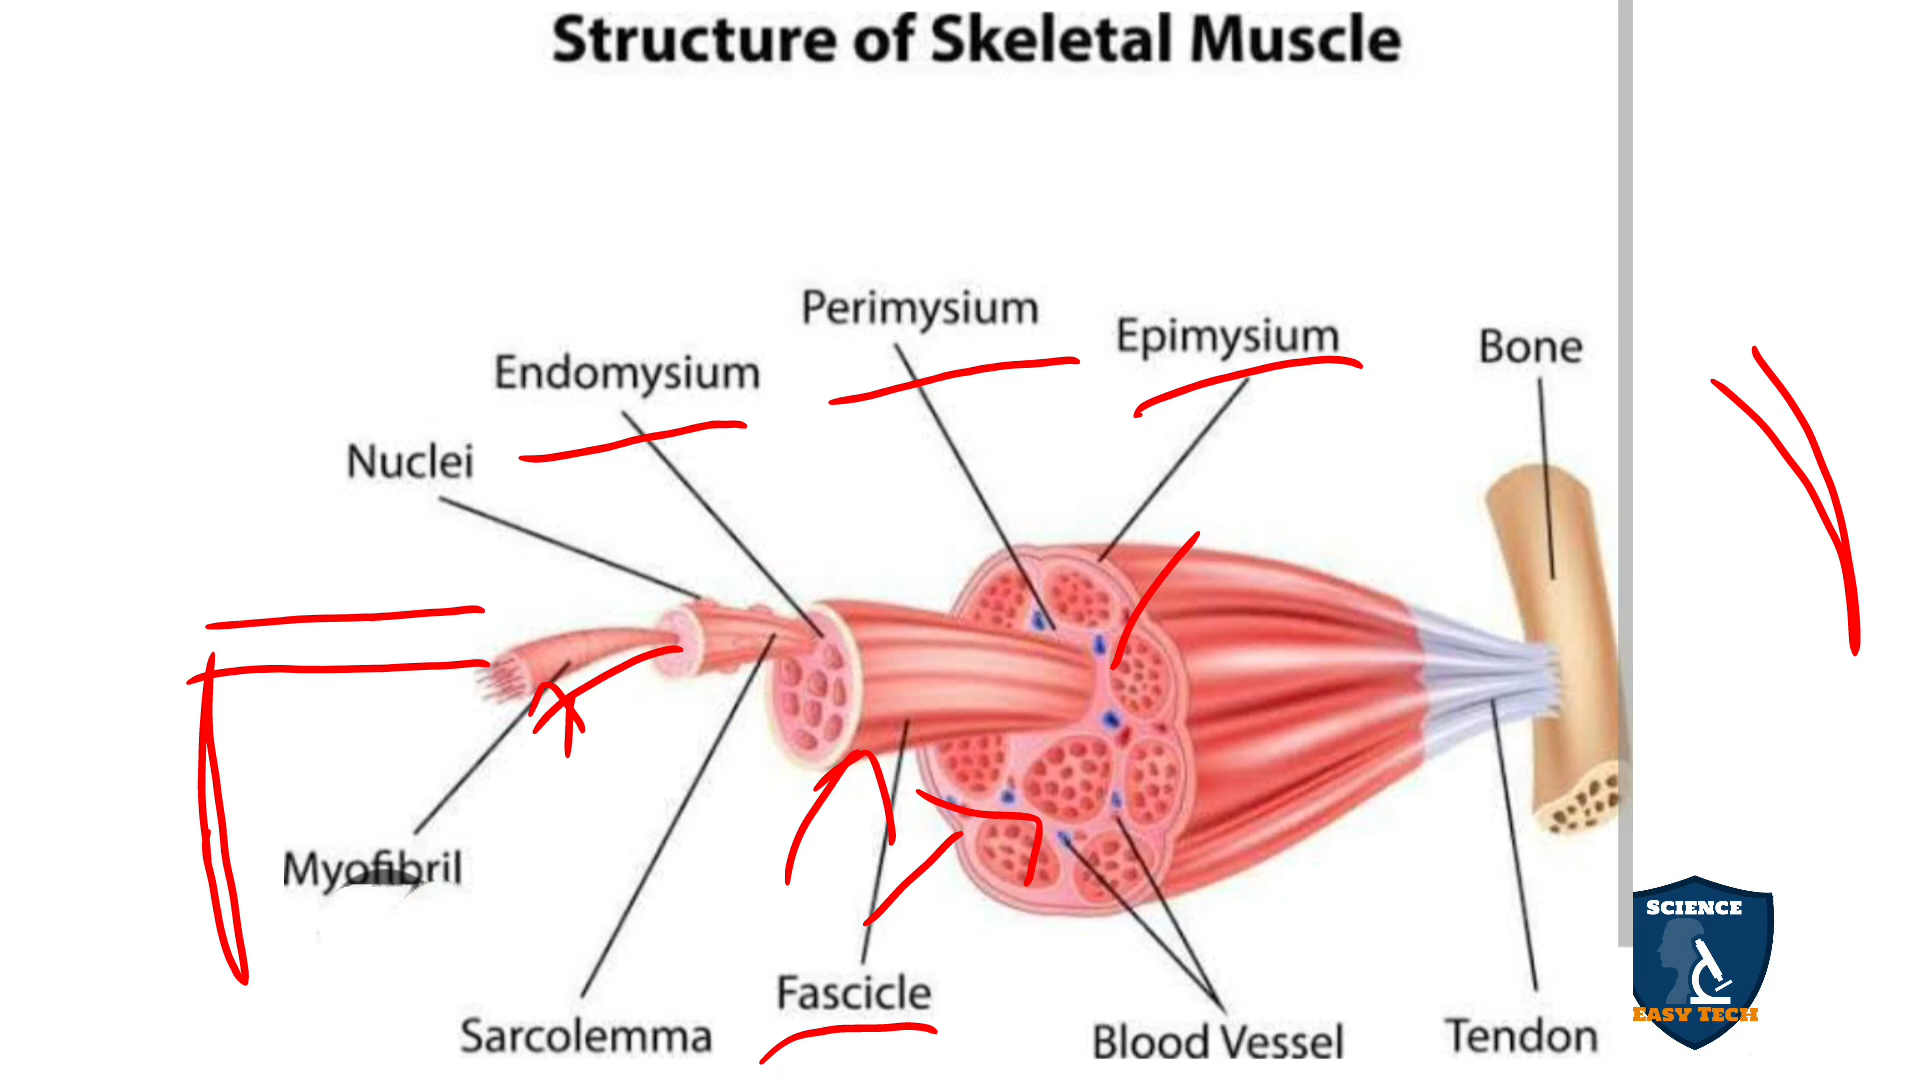 Structure of Skeletal Muscle
Perimysium
Epimysium
Bone
Endomysium
Nuclei
Myofibril
Fascicle
Sarcolemma
Blood Vessel
Tendon
SCIENCE
EASY TECH